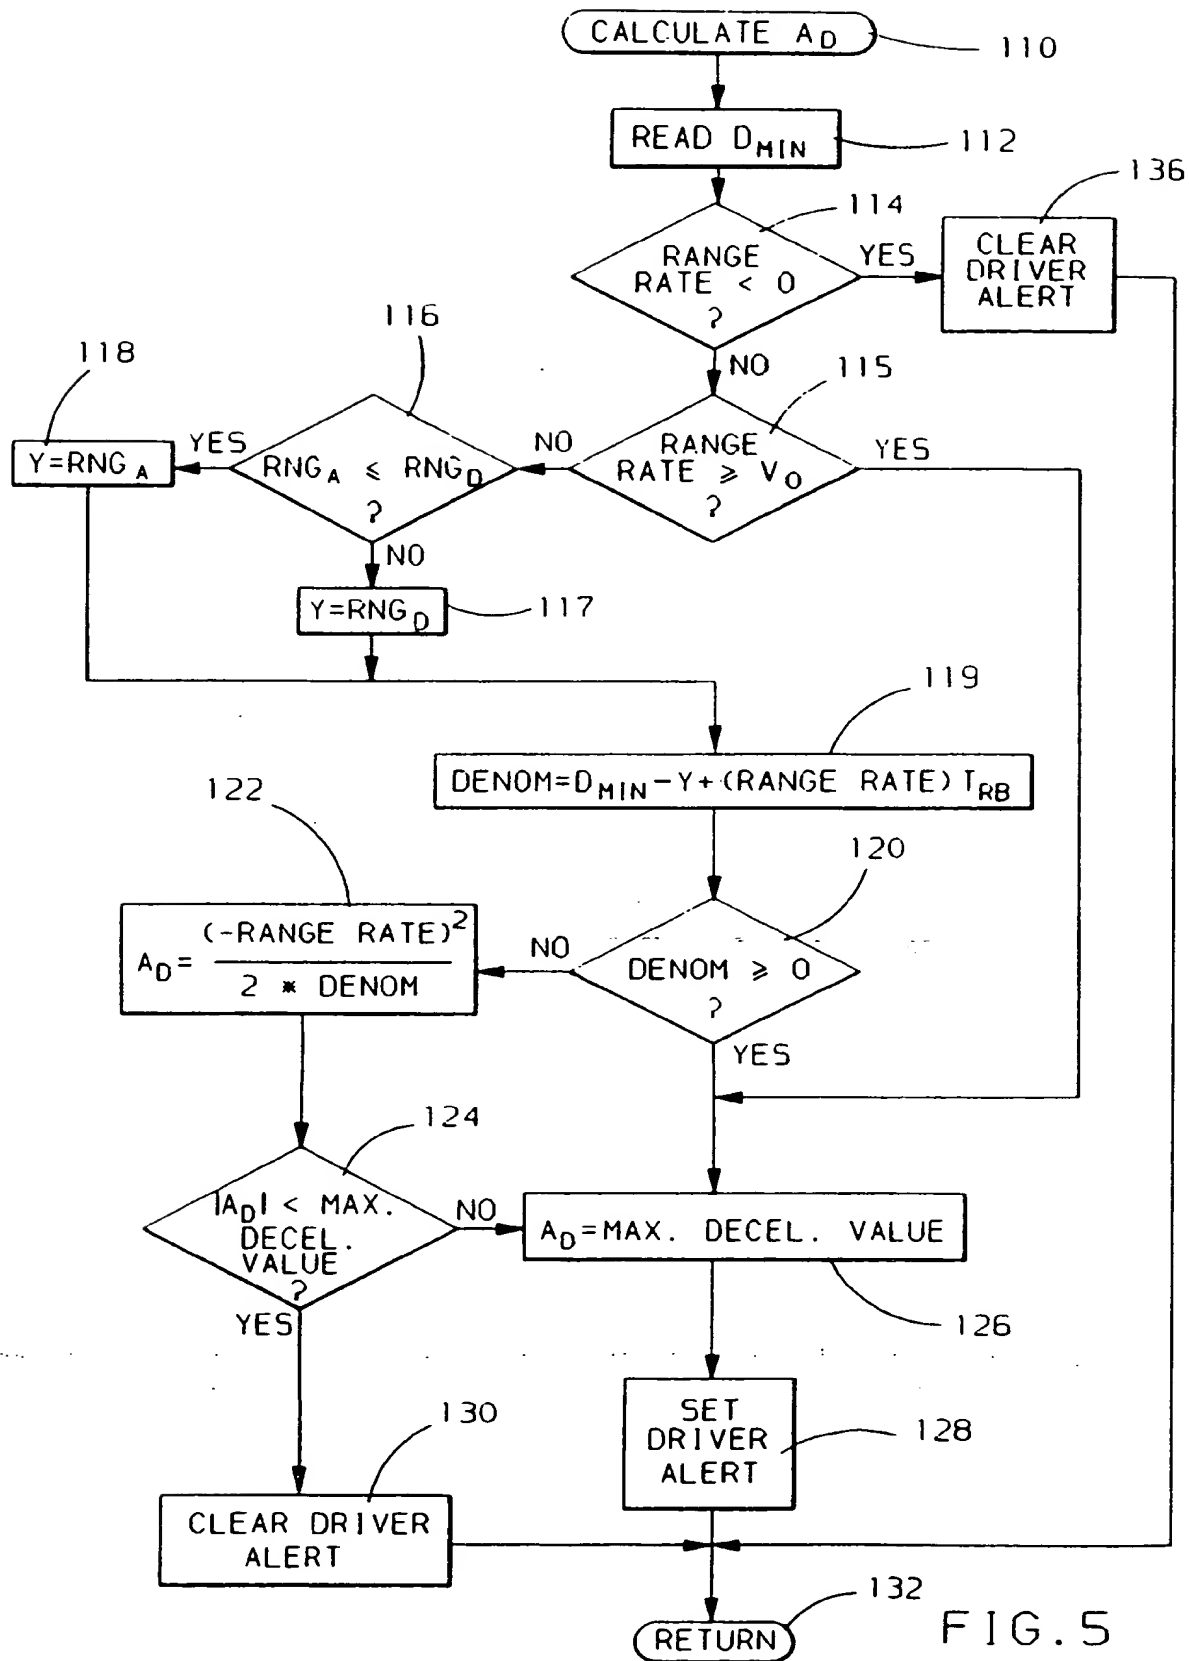 CALCULATE A_D
110
READ D_MIN
112
136
114
RANGE
RATE < 0
?
YES
CLEAR
DRIVER
ALERT
NO
116
118
115
Y=RNG_A
YES
RNG_A ≤ RNG_D
?
NO
RANGE
RATE ≥ V_O
?
YES
NO
Y=RNG_D
117
119
DENOM=D_MIN-Y+(RANGE RATE) T_RB
122
120
A_D= (-RANGE RATE)^2
2 * DENOM
NO
DENOM ≥ 0
?
YES
124
|A_D| < MAX.
DECEL.
VALUE
?
NO
A_D=MAX. DECEL. VALUE
YES
126
130
SET
DRIVER
ALERT
128
CLEAR DRIVER
ALERT
132
RETURN
FIG.5